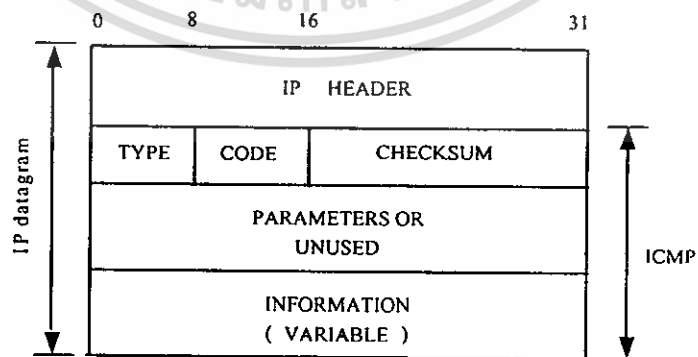 0 8 16 31
IP HEADER
TYPE CODE CHECKSUM
PARAMETERS OR
UNUSED
INFORMATION
( VARIABLE )
IP datagram
ICMP